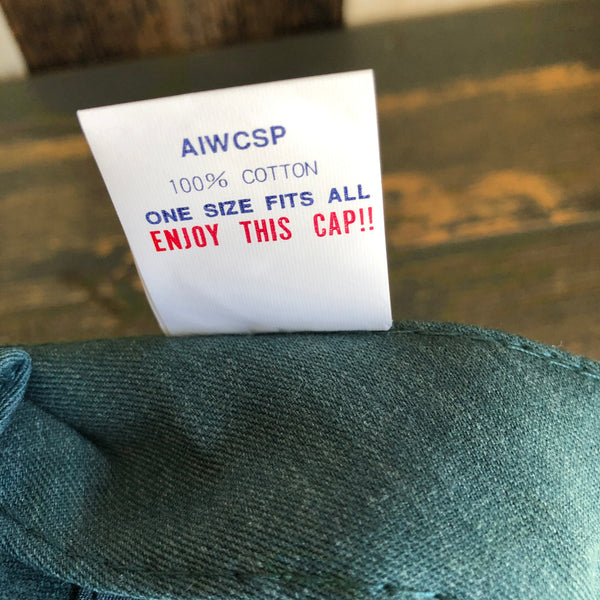 AIWCSP
100% COTTON
ONE SIZE FITS ALL
ENJOY THIS CAP!!